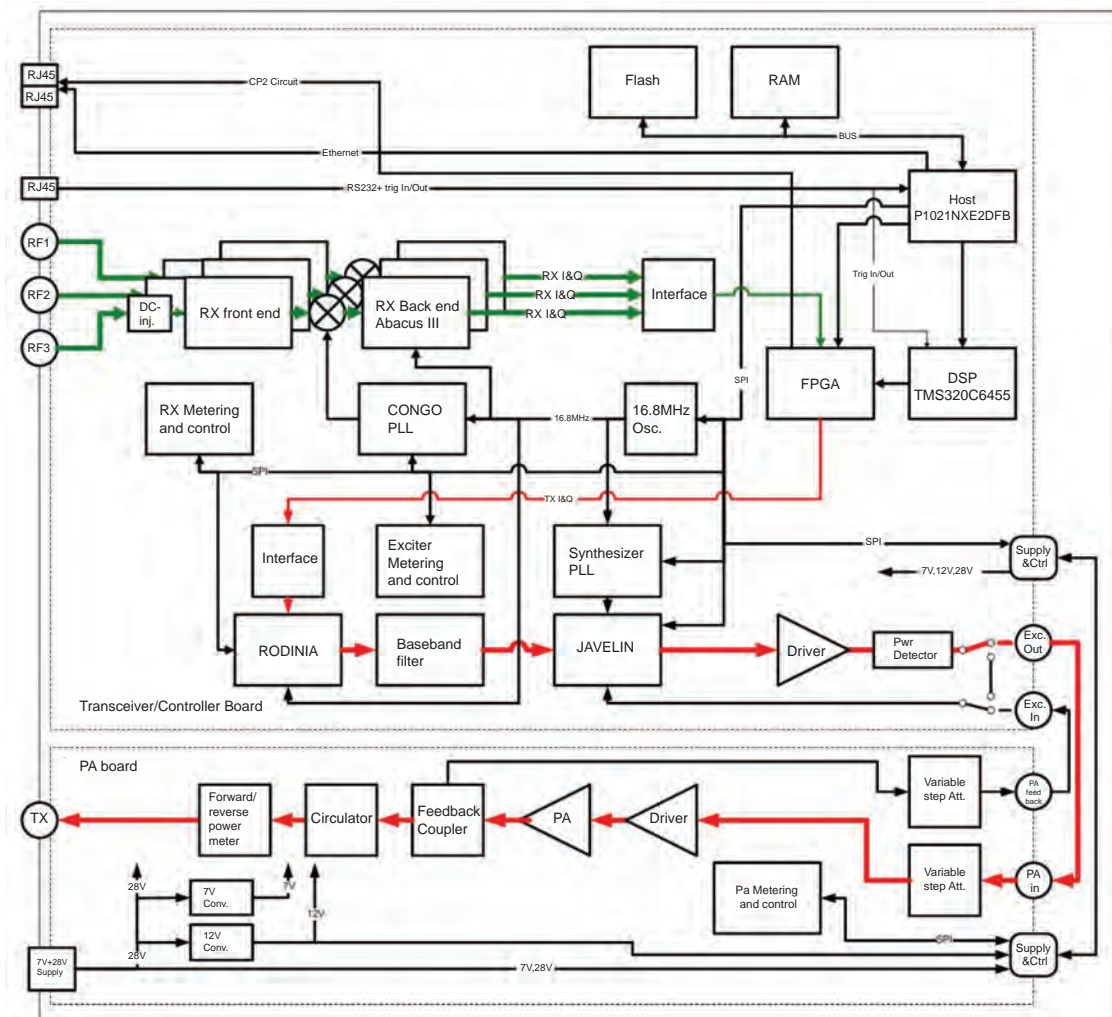 Flash
RAM
RJ45
RJ45
CP2 Circuit
BUS
Ethernet
RJ45
RS232+ trig In/Out
Host
P1021NXE2DFB
RF1
RF2
RF3
DC-
inj.
RX front end
RX Back end
Abacus III
RX I&Q
RX I&Q
RX I&Q
Interface
Trig In/Out
SPI
FPGA
DSP
TMS320C6455
RX Metering
and control
CONGO
PLL
16.8MHz
16.8MHz
Osc.
SPI
TX I&Q
Interface
Exciter
Metering
and control
Synthesizer
PLL
SPI
Supply
&Ctrl
7V,12V,28V
RODINIA
Baseband
filter
JAVELIN
Driver
Pwr
Detector
Exc.
Out
Exc.
In
Transceiver/Controller Board
PA board
TX
Forward/
reverse
power
meter
Circulator
Feedback
Coupler
PA
Driver
Variable
step Att.
PA
feed
back
Variable
step Att.
PA
in
28V
7V
Conv.
7V
12V
Pa Metering
and control
12V
Conv.
28V
SPI
Supply
&Ctrl
7V+28V
Supply
7V,28V